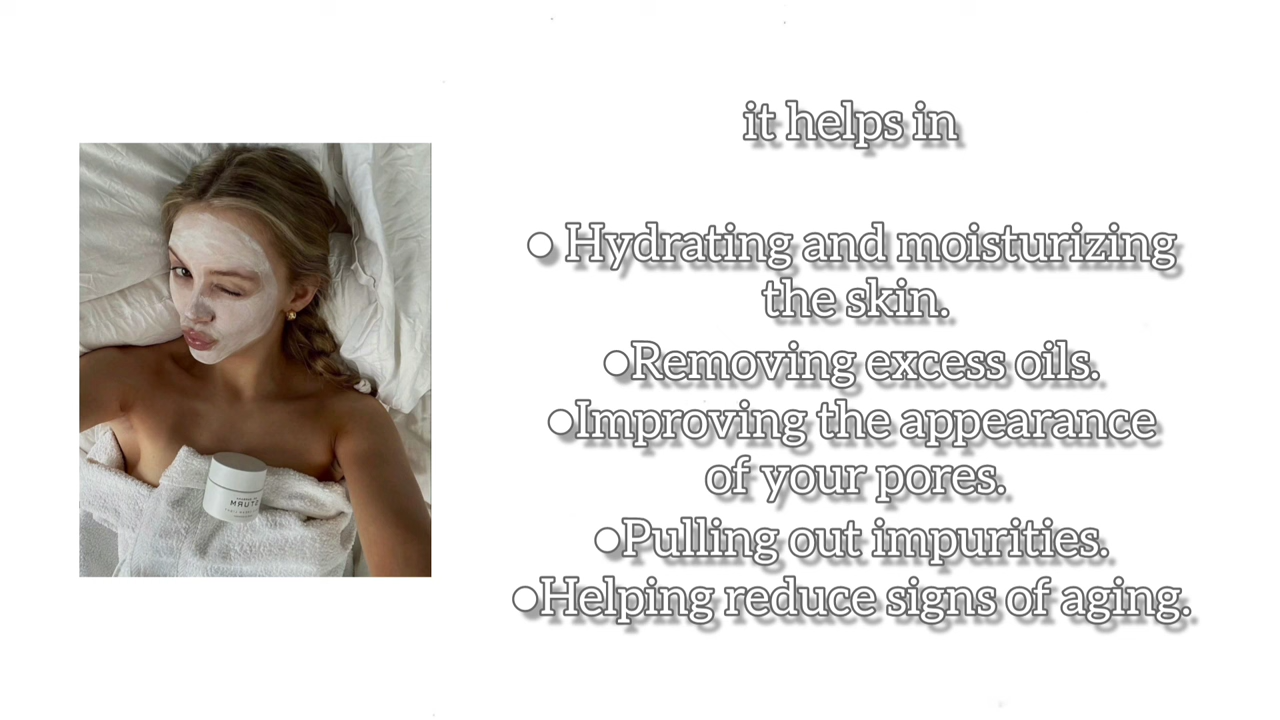 it helps in
○ Hydrating and moisturizing
the skin.
○Removing excess oils.
○Improving the appearance
of your pores.
○Pulling out impurities.
○Helping reduce signs of aging.